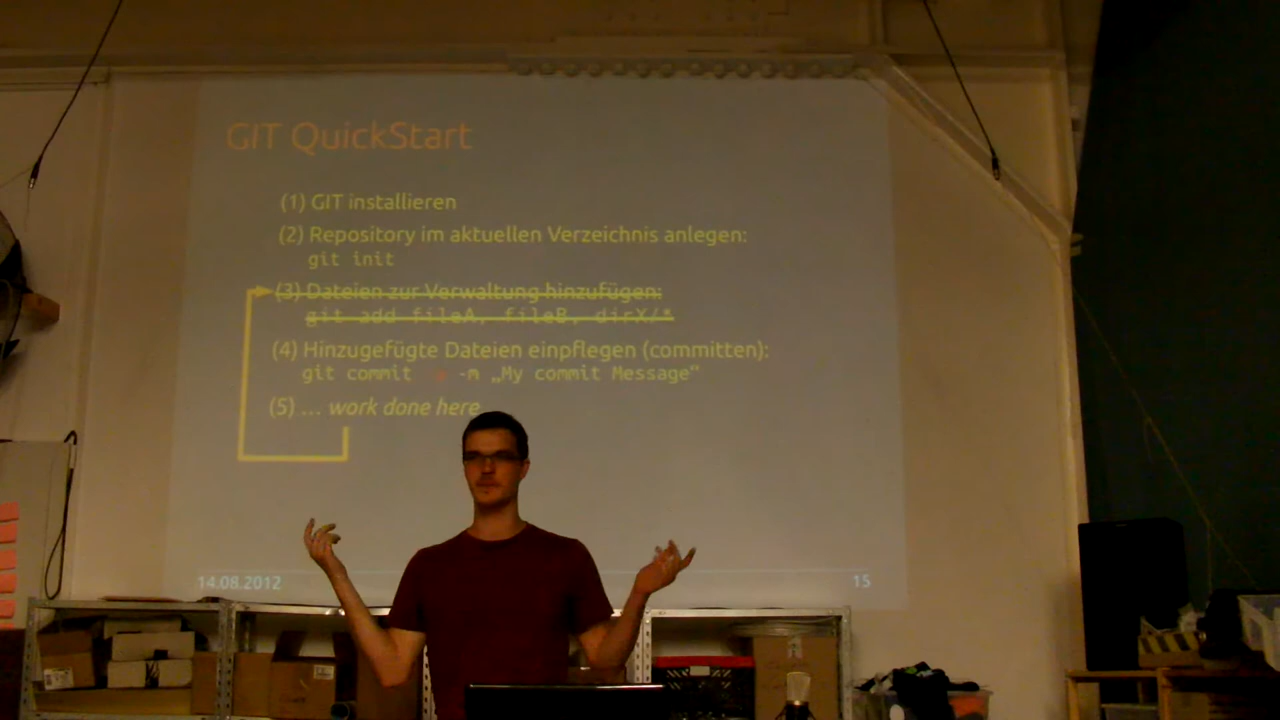 GIT QuickStart
(1) GIT installieren
(2) Repository im aktuellen Verzeichnis anlegen:
git init
(3) Dateien zur Verwaltung hinzufügen:
git add fileA, fileB, dirX/*
(4) Hinzugefügte Dateien einpflegen (committen):
git commit -m „My commit Message“
(5) ... work done here
14.08.2012
15